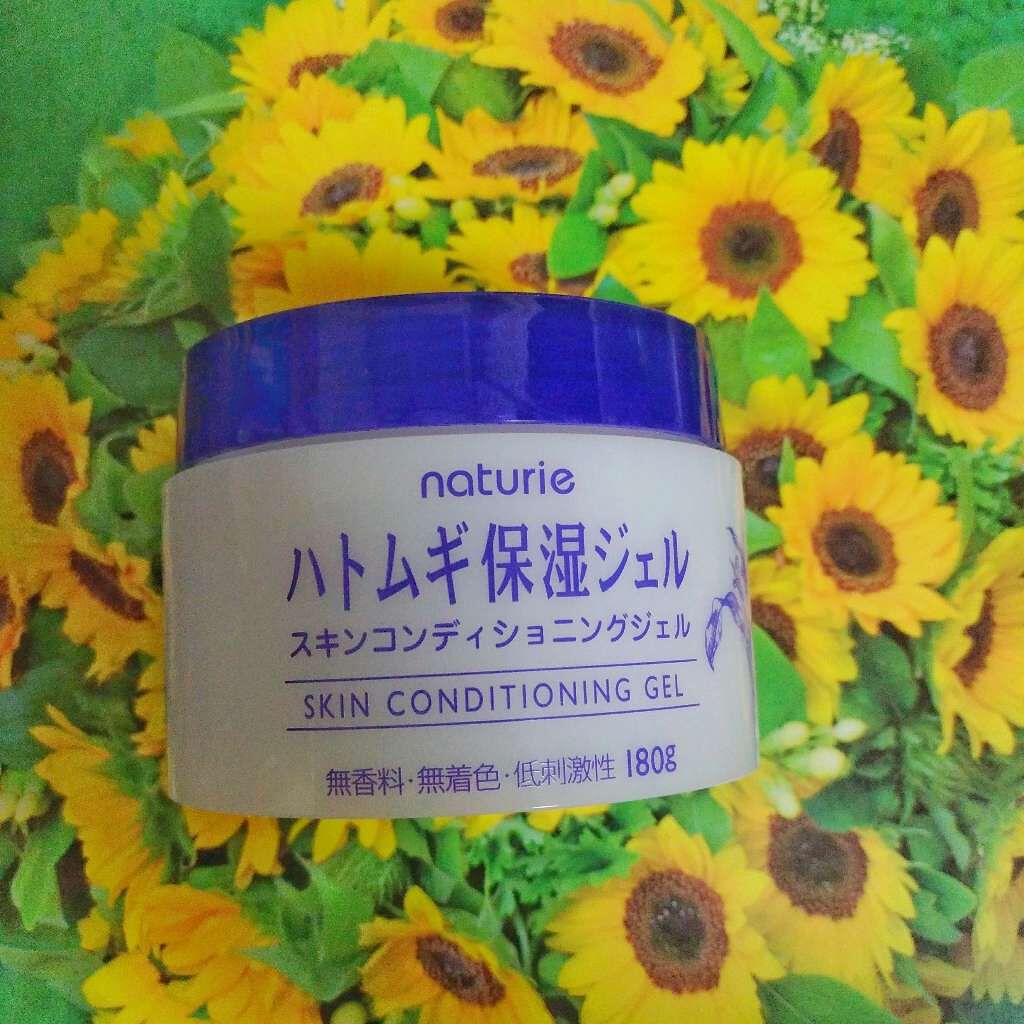 naturie
ハトムギ保湿ジェル
スキンコンディショニングジェル
SKIN CONDITIONING GEL
無香料・無着色・低刺激性 180g